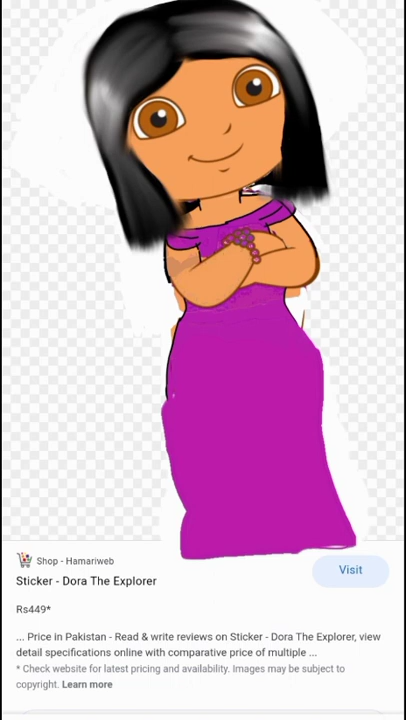 Shop - Hamariweb
Sticker - Dora The Explorer
Visit
Rs449*
... Price in Pakistan - Read & write reviews on Sticker - Dora The Explorer, view
detail specifications online with comparative price of multiple ...
* Check website for latest pricing and availability. Images may be subject to
copyright. Learn more